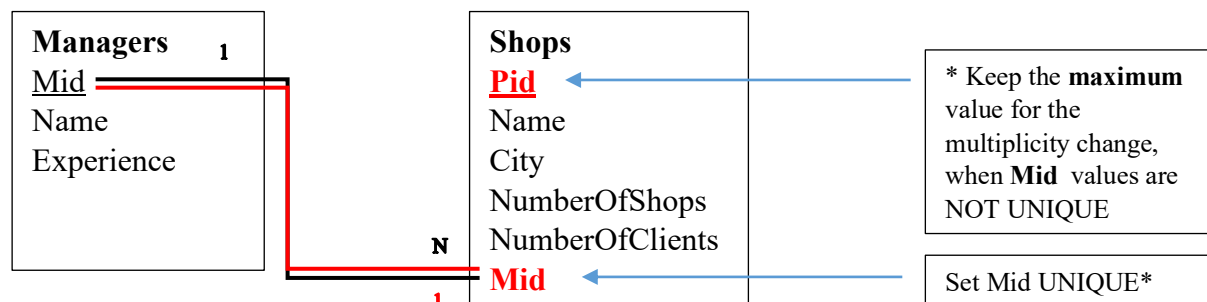 Managers
1
Mid
Name
Experience
Shops
Pid
Name
City
NumberOfShops
NumberOfClients
N
Mid
1
* Keep the maximum
value for the
multiplicity change,
when Mid values are
NOT UNIQUE
Set Mid UNIQUE*